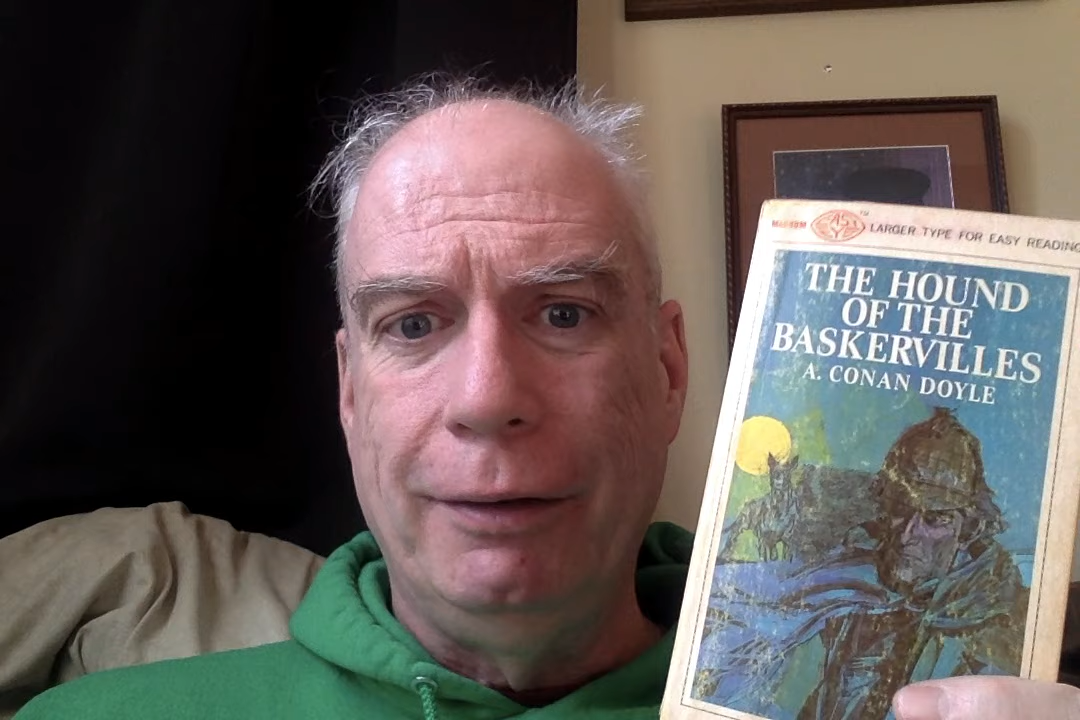 LARGER TYPE FOR EASY READING
THE HOUND
OF THE
BASKERVILLES
A. CONAN DOYLE